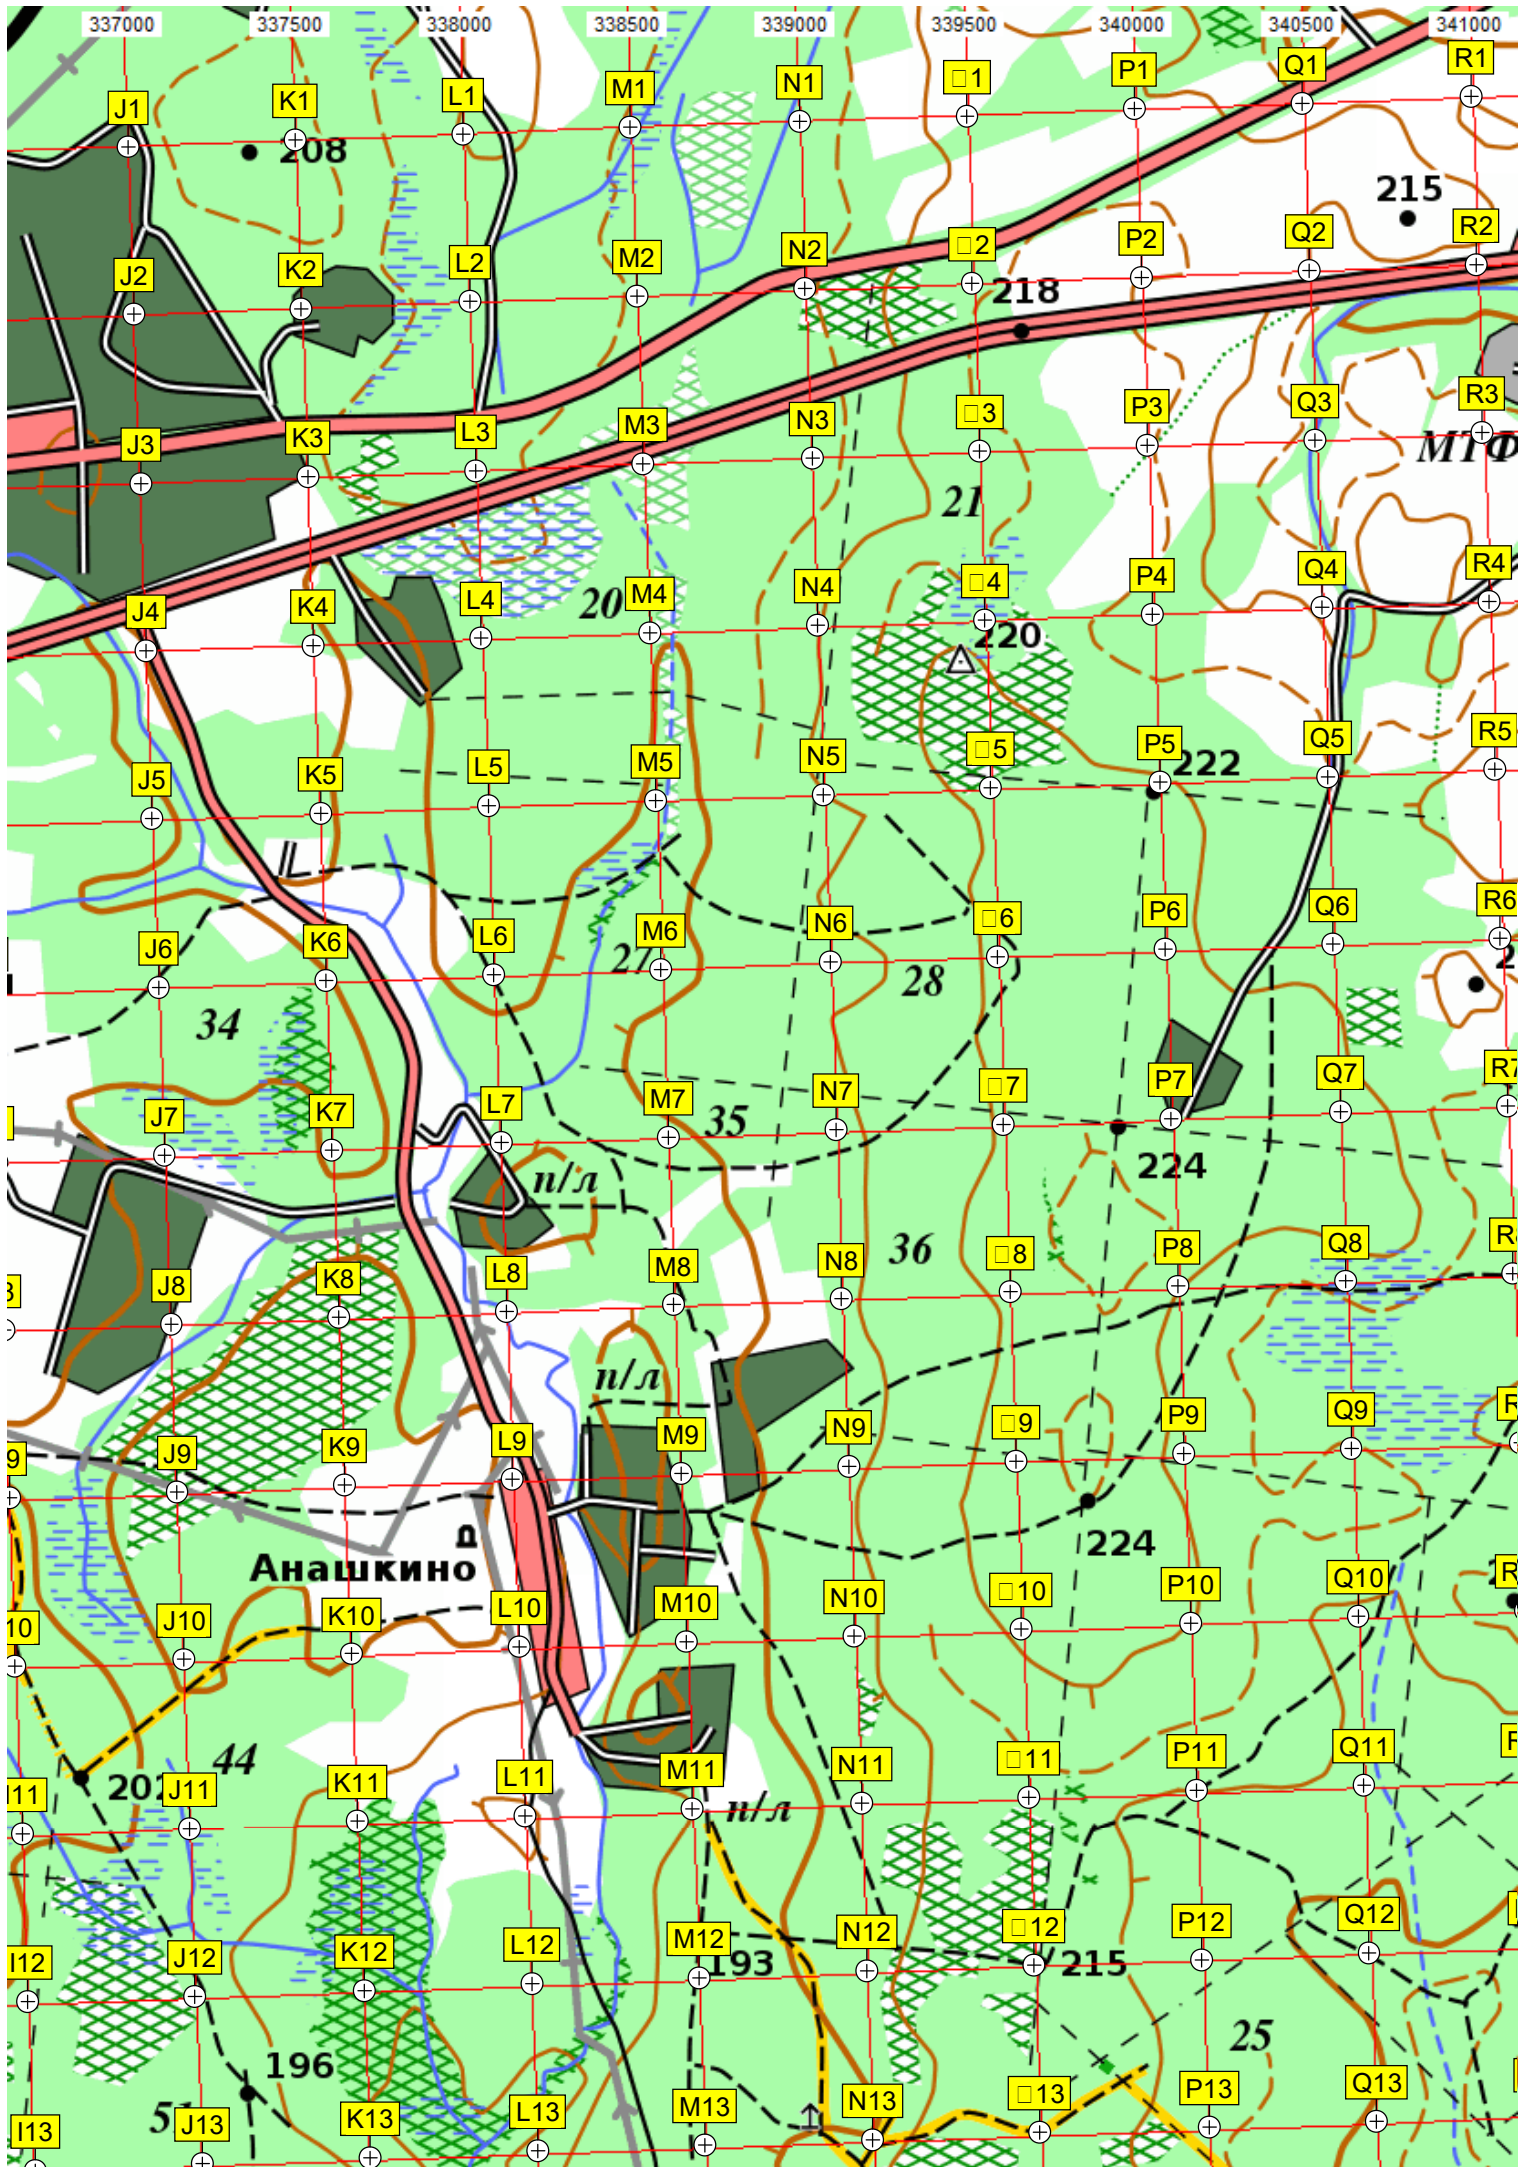 337000 337500 338000 338500 339000 339500 340000 340500 341000
J1 K1 L1 M1 N1 □1 P1 Q1 R1
208
215
J2 K2 L2 M2 N2 □2 P2 Q2 R2
218
J3 K3 L3 M3 N3 □3 P3 Q3 R3
МТФ
21
J4 K4 L4 M4 N4 □4 P4 Q4 R4
20
220
J5 K5 L5 M5 N5 □5 P5 Q5 R5
222
J6 K6 L6 M6 N6 □6 P6 Q6 R6
27
28
34
J7 K7 L7 M7 N7 □7 P7 Q7 R7
35
п/л
224
J8 K8 L8 M8 N8 □8 P8 Q8
36
п/л
J9 K9 L9 M9 N9 □9 P9 Q9
д
Анашкино
224
J10 K10 L10 M10 N10 □10 P10 Q10
44
J11 K11 L11 M11 N11 □11 P11 Q11
п/л
I12 J12 K12 L12 M12 N12 □12 P12 Q12
193
215
25
196
I13 J13 K13 L13 M13 N13 □13 P13 Q13